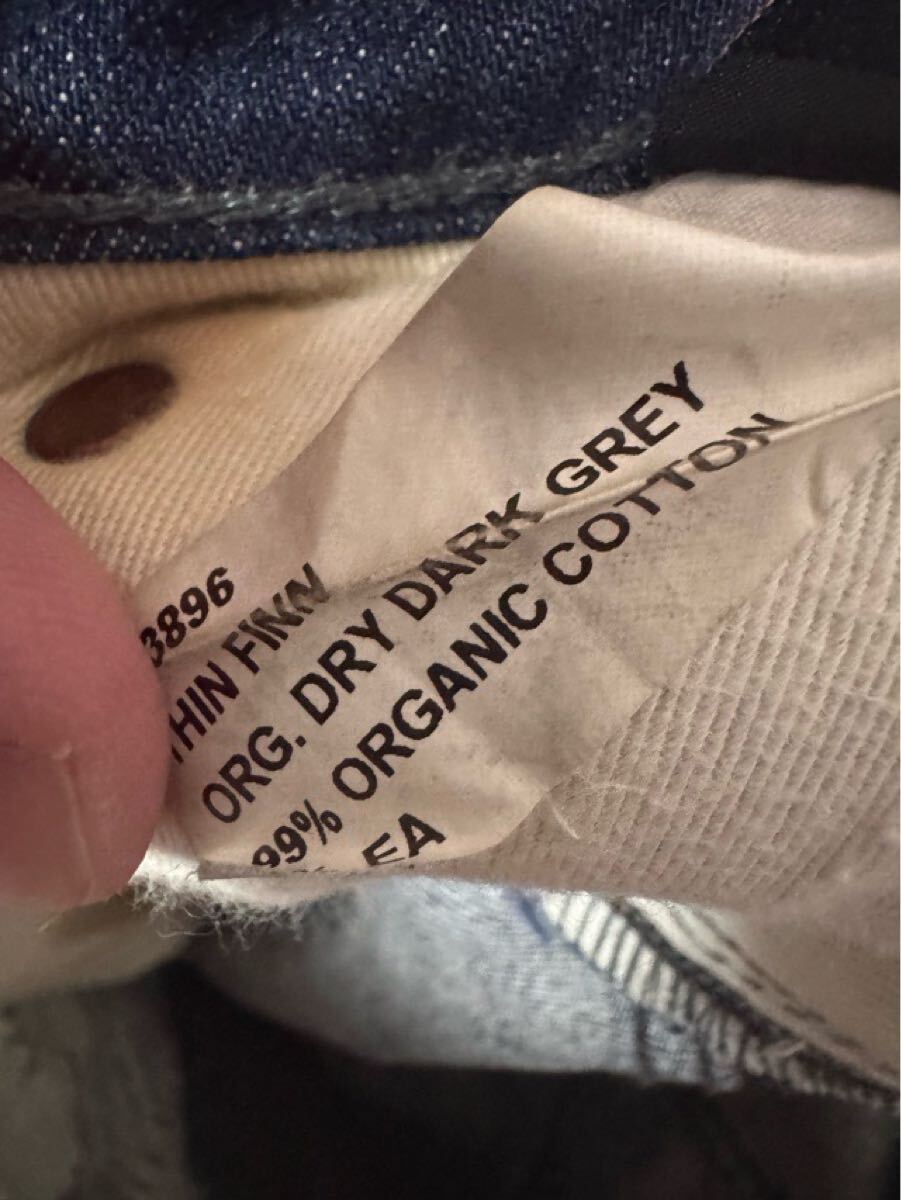 3896
THIN FINN
ORG. DRY DARK GREY
99% ORGANIC COTTON
EA